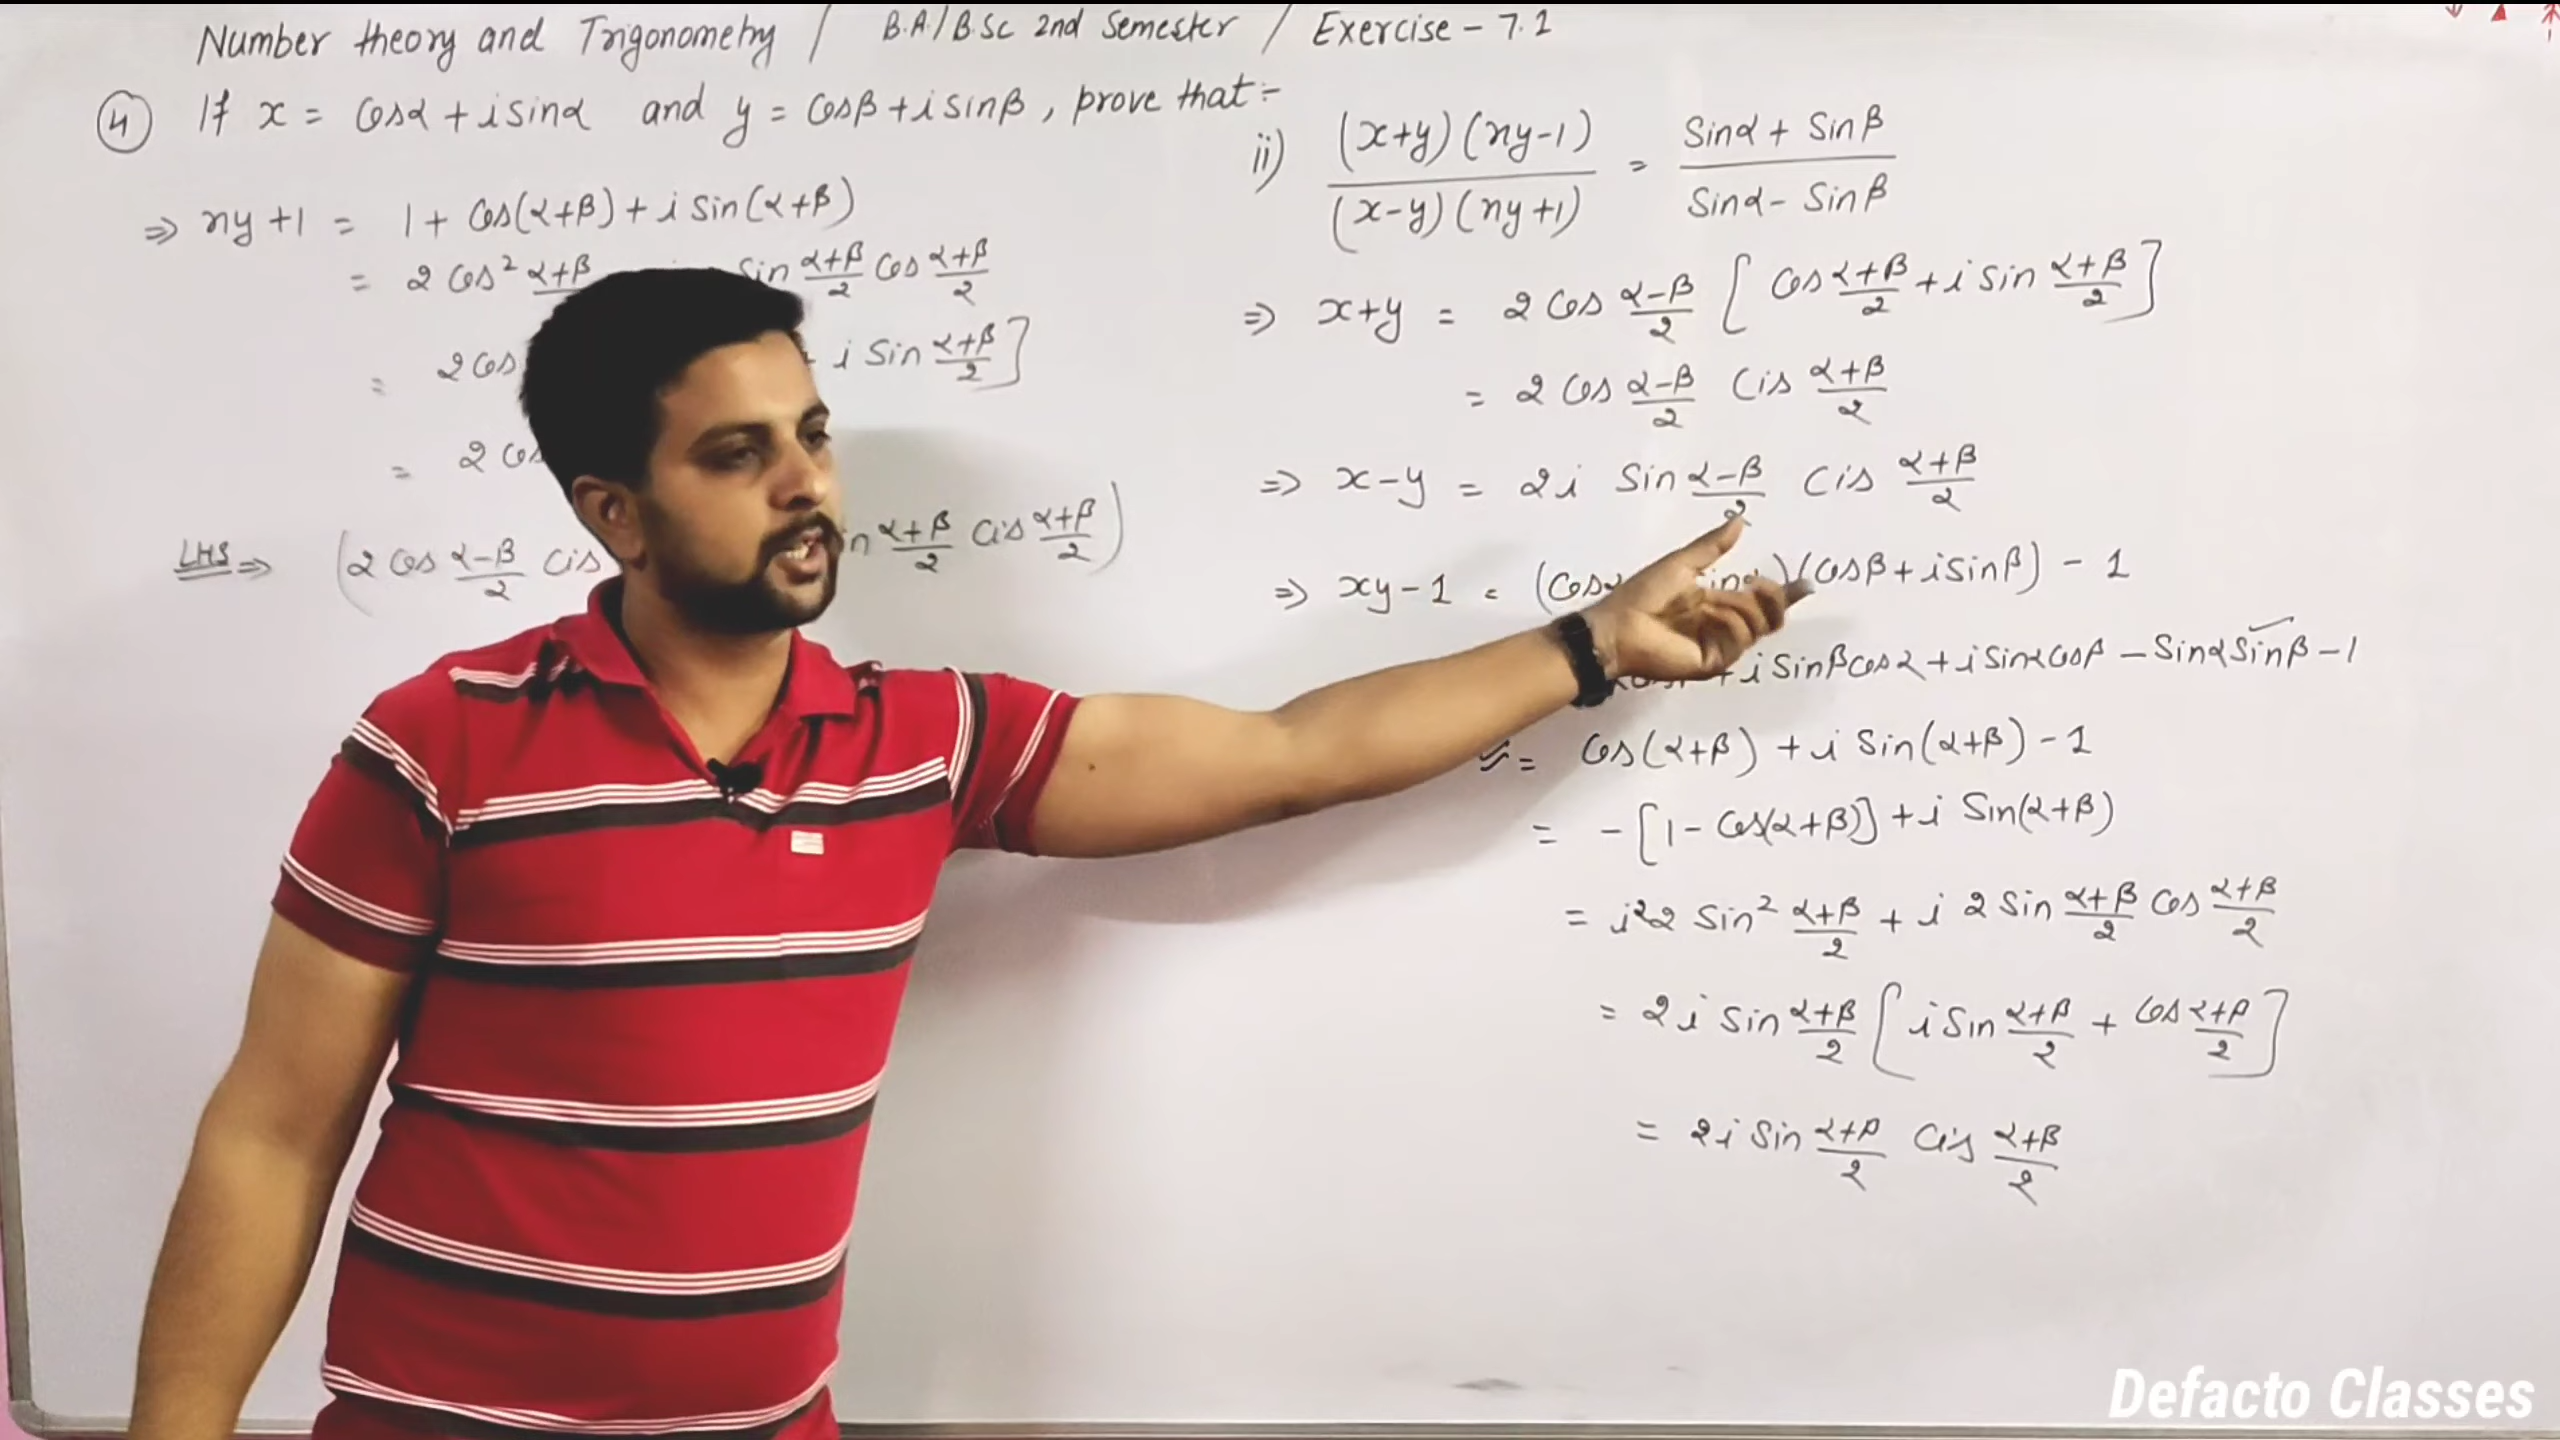 Number theory and Trigonometry / B.A/B.Sc 2nd Semester / Exercise - 7.1
(4) If x = Cosα + i sinα and y = Cosβ + i sinβ, prove that :-
⇒ xy + 1 = 1 + Cos(α+β) + i Sin(α+β)
= 2 Cos² (α+β) Sin (α+β)/2 Cos (α+β)/2
= 2 Cos i Sin (α+β)/2 ]
= 2 Cos
LHS ⇒ (2 Cos (α-β)/2 Cis (α+β)/2 Cis (α+β)/2)
ii) (x+y)(xy-1) / (x-y)(xy+1) = Sinα + Sinβ / Sinα - Sinβ
⇒ x+y = 2 Cos (α-β)/2 [ Cos (α+β)/2 + i Sin (α+β)/2 ]
= 2 Cos (α-β)/2 Cis (α+β)/2
⇒ x-y = 2i Sin (α-β)/2 Cis (α+β)/2
⇒ xy - 1 = (Cosα )(Cosβ + i Sinβ) - 1
+ i Sinβ Cosα + i Sinα Cosβ - Sinα Sinβ - 1
= Cos(α+β) + i Sin(α+β) - 1
= -[1 - Cos(α+β)] + i Sin(α+β)
= i² 2 Sin² (α+β)/2 + i 2 Sin (α+β)/2 Cos (α+β)/2
= 2i Sin (α+β)/2 [ i Sin (α+β)/2 + Cos (α+β)/2 ]
= 2i Sin (α+β)/2 Cis (α+β)/2
Defacto Classes